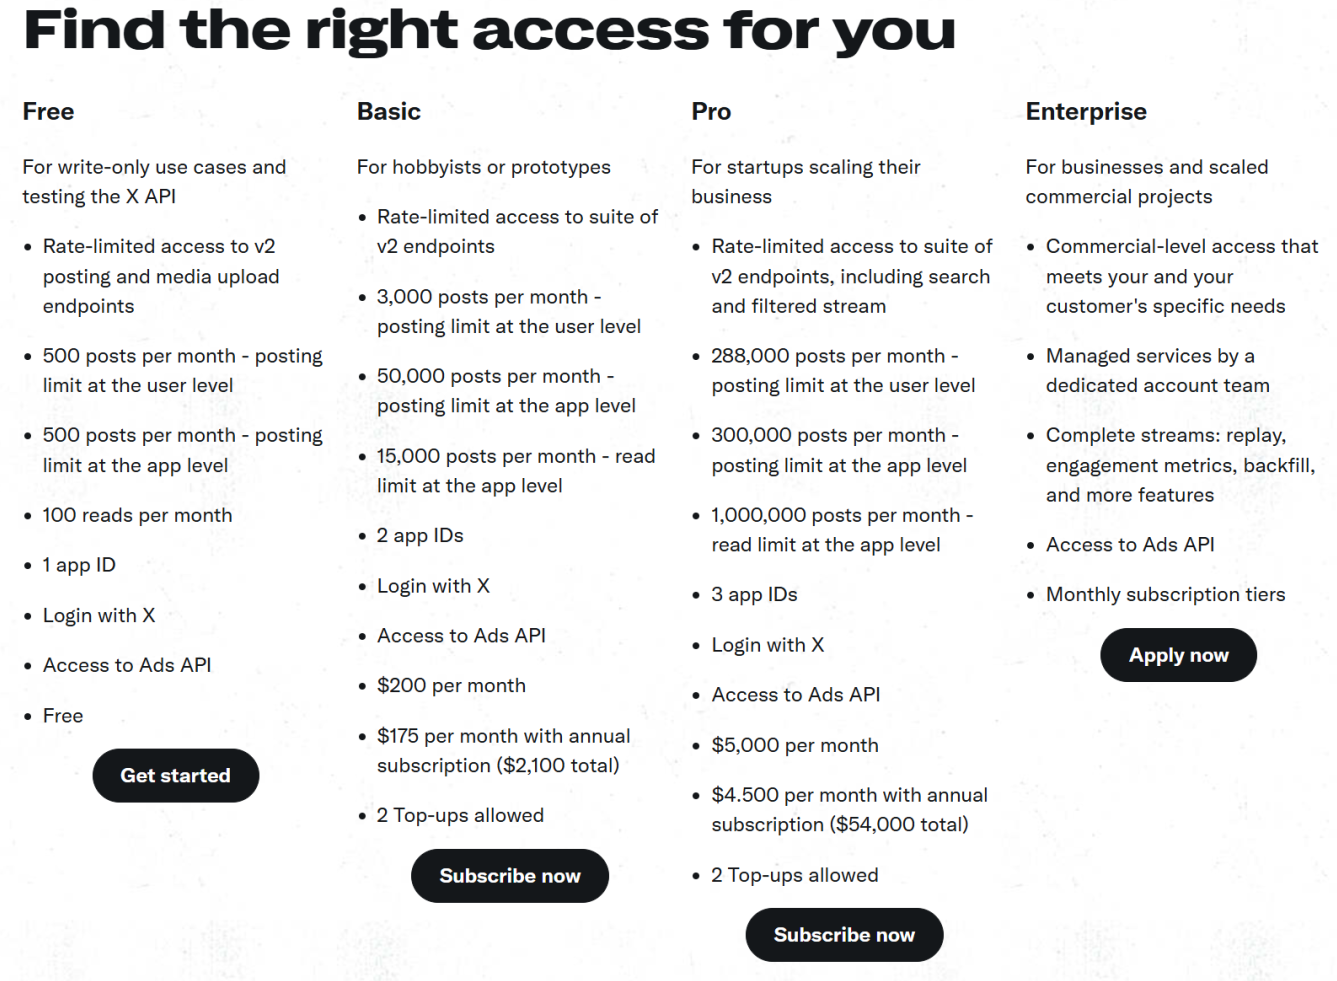 Find the right access for you
Free
For write-only use cases and
testing the X API
• Rate-limited access to v2
posting and media upload
endpoints
• 500 posts per month - posting
limit at the user level
• 500 posts per month - posting
limit at the app level
• 100 reads per month
• 1 app ID
• Login with X
• Access to Ads API
• Free
Get started
Basic
For hobbyists or prototypes
• Rate-limited access to suite of
v2 endpoints
• 3,000 posts per month -
posting limit at the user level
• 50,000 posts per month -
posting limit at the app level
• 15,000 posts per month - read
limit at the app level
• 2 app IDs
• Login with X
• Access to Ads API
• $200 per month
• $175 per month with annual
subscription ($2,100 total)
• 2 Top-ups allowed
Subscribe now
Pro
For startups scaling their
business
• Rate-limited access to suite of
v2 endpoints, including search
and filtered stream
• 288,000 posts per month -
posting limit at the user level
• 300,000 posts per month -
posting limit at the app level
• 1,000,000 posts per month -
read limit at the app level
• 3 app IDs
• Login with X
• Access to Ads API
• $5,000 per month
• $4.500 per month with annual
subscription ($54,000 total)
• 2 Top-ups allowed
Subscribe now
Enterprise
For businesses and scaled
commercial projects
• Commercial-level access that
meets your and your
customer's specific needs
• Managed services by a
dedicated account team
• Complete streams: replay,
engagement metrics, backfill,
and more features
• Access to Ads API
• Monthly subscription tiers
Apply now